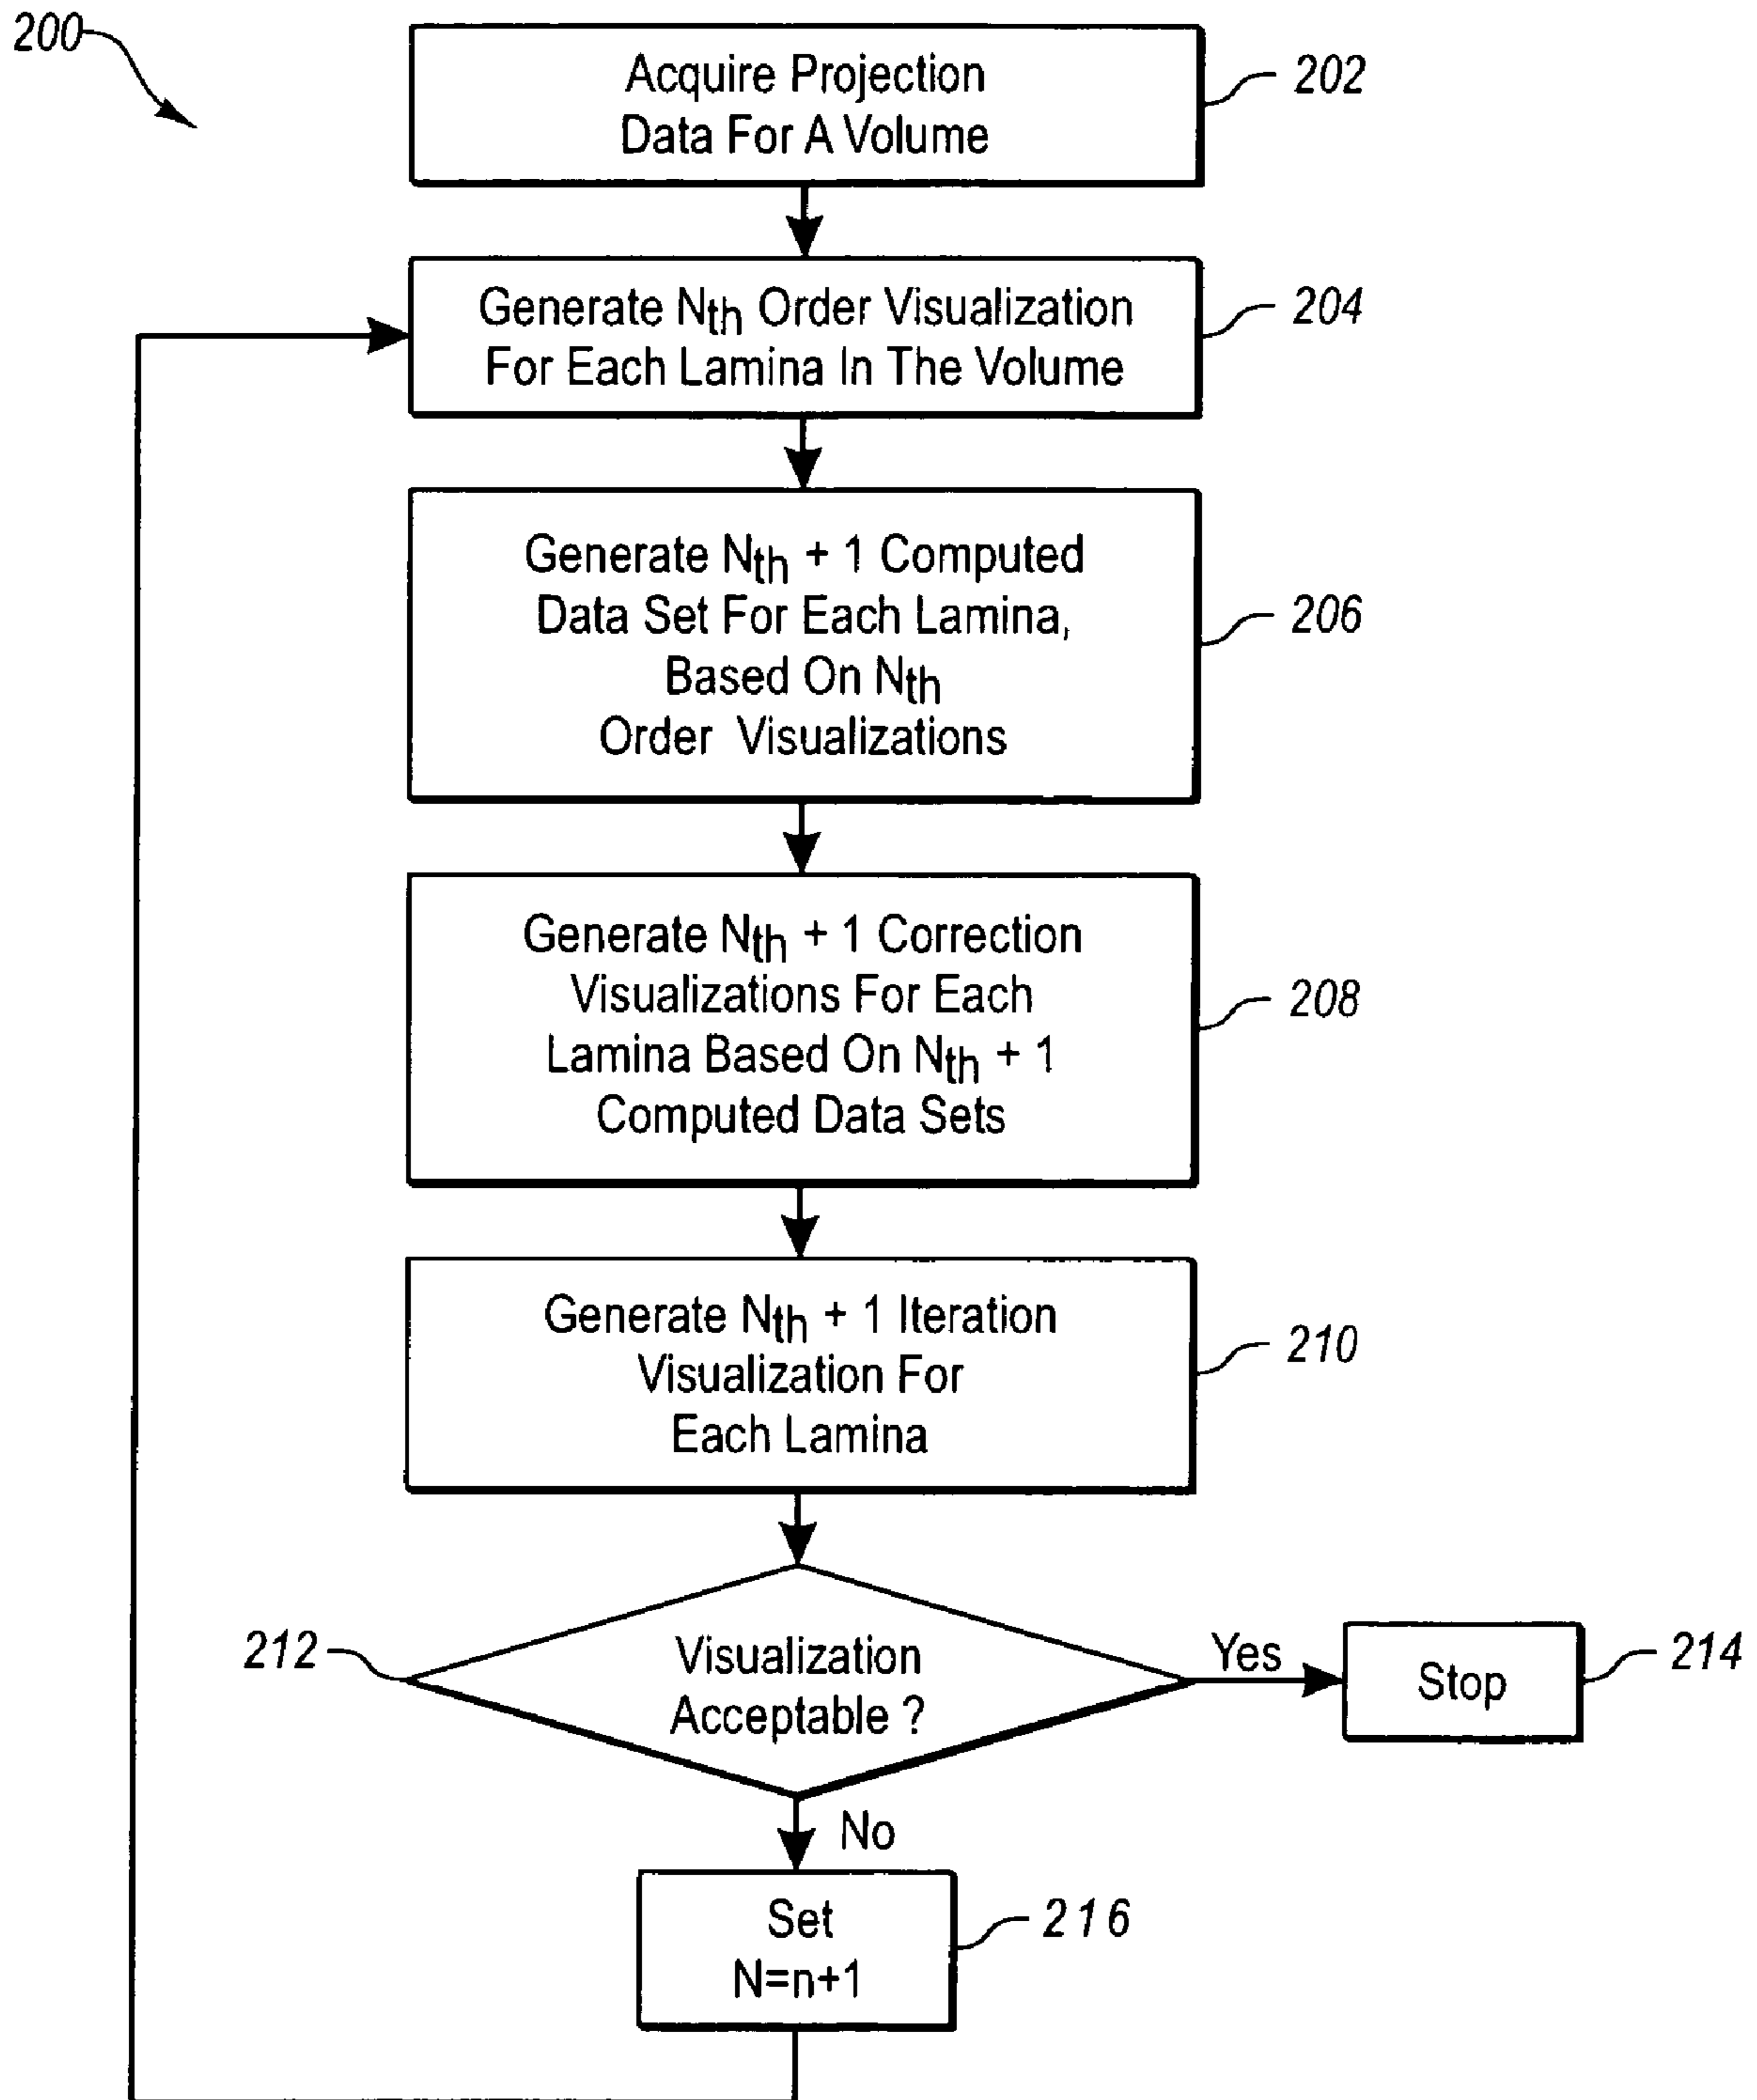 200
Acquire Projection
Data For A Volume
202
Generate Nth Order Visualization
For Each Lamina In The Volume
204
Generate Nth + 1 Computed
Data Set For Each Lamina,
Based On Nth
Order Visualizations
206
Generate Nth + 1 Correction
Visualizations For Each
Lamina Based On Nth + 1
Computed Data Sets
208
Generate Nth + 1 Iteration
Visualization For
Each Lamina
210
212
Visualization
Acceptable ?
Yes
Stop
214
No
Set
N=n+1
216